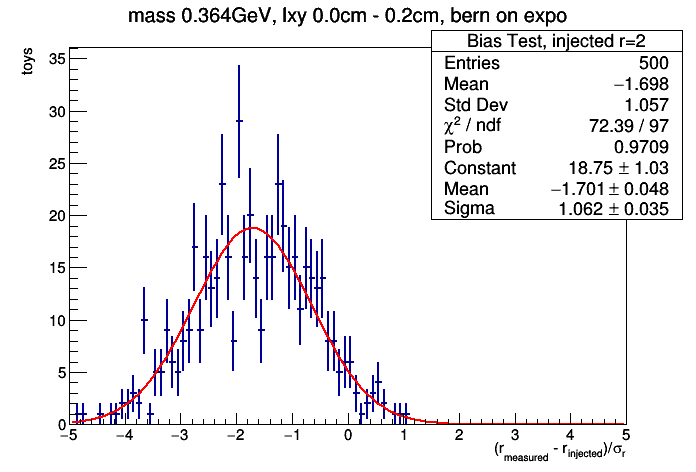 mass 0.364GeV, lxy 0.0cm - 0.2cm, bern on expo
Bias Test, injected r=2
Entries 500
Mean −1.698
Std Dev 1.057
χ² / ndf 72.39 / 97
Prob 0.9709
Constant 18.75 ± 1.03
Mean −1.701 ± 0.048
Sigma 1.062 ± 0.035
toys
35
30
25
20
15
10
5
0
−5 −4 −3 −2 −1 0 1 2 3 4 5
(r_measured - r_injected)/σ_r